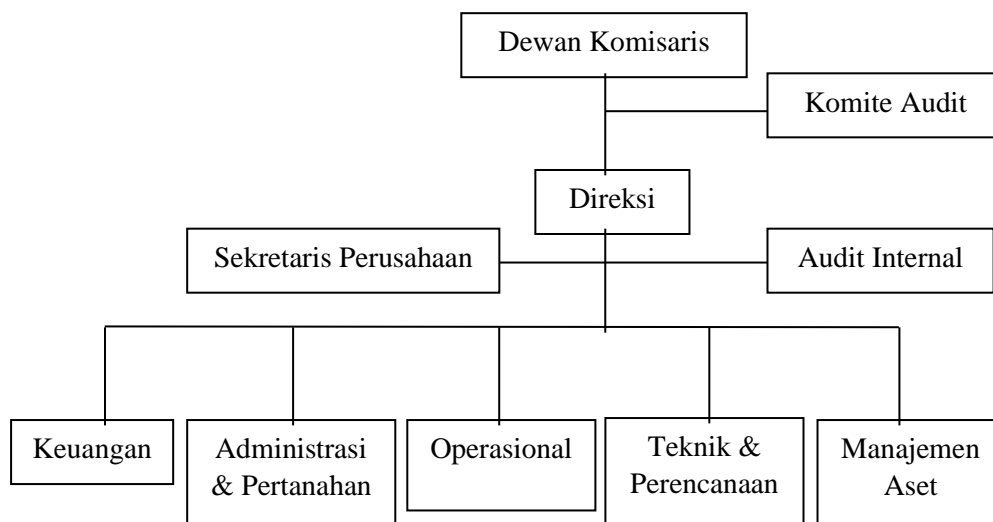 Dewan Komisaris
Komite Audit
Direksi
Sekretaris Perusahaan
Audit Internal
Keuangan
Administrasi
& Pertanahan
Operasional
Teknik &
Perencanaan
Manajemen
Aset